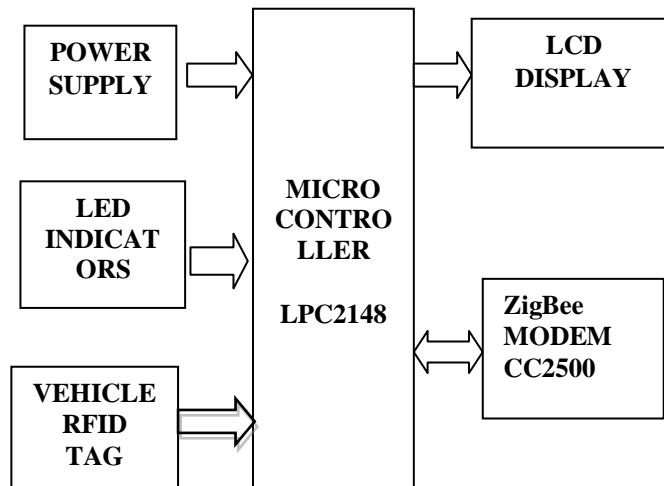 POWER
SUPPLY
LED
INDICAT
ORS
VEHICLE
RFID
TAG
MICRO
CONTRO
LLER
LPC2148
LCD
DISPLAY
ZigBee
MODEM
CC2500